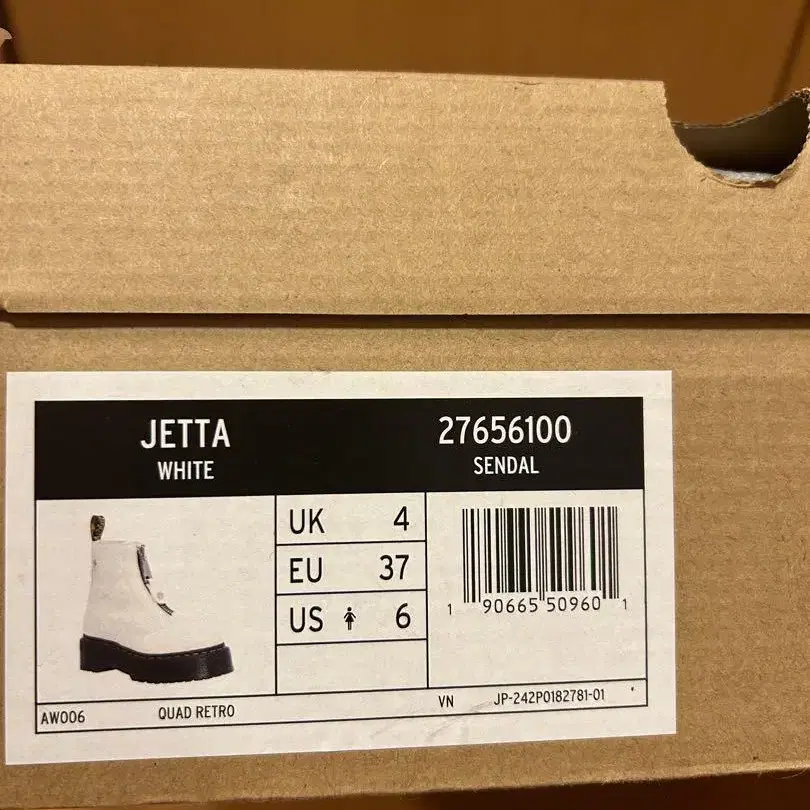 JETTA
WHITE
27656100
SENDAL
UK 4
EU 37
US 6
1 90665 50960 1
AW006
QUAD RETRO
VN
JP-242P0182781-01